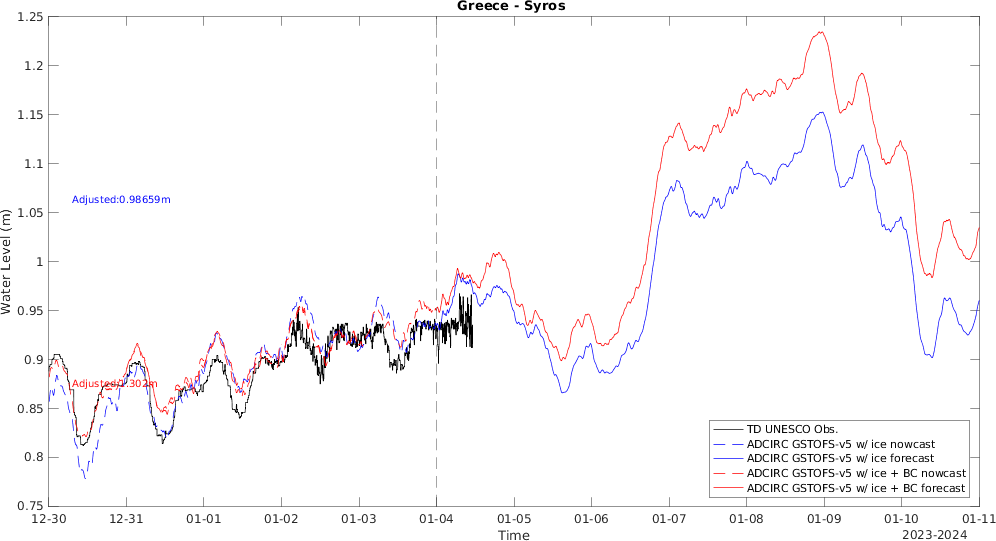 Greece - Syros
1.25
1.2
1.15
1.1
1.05
1
0.95
0.9
0.85
0.8
0.75
Water Level (m)
Adjusted:0.98659m
Adjusted:1.302m
TD UNESCO Obs.
ADCIRC GSTOFS-v5 w/ ice nowcast
ADCIRC GSTOFS-v5 w/ ice forecast
ADCIRC GSTOFS-v5 w/ ice + BC nowcast
ADCIRC GSTOFS-v5 w/ ice + BC forecast
12-30 12-31 01-01 01-02 01-03 01-04 01-05 01-06 01-07 01-08 01-09 01-10 01-11
Time
2023-2024